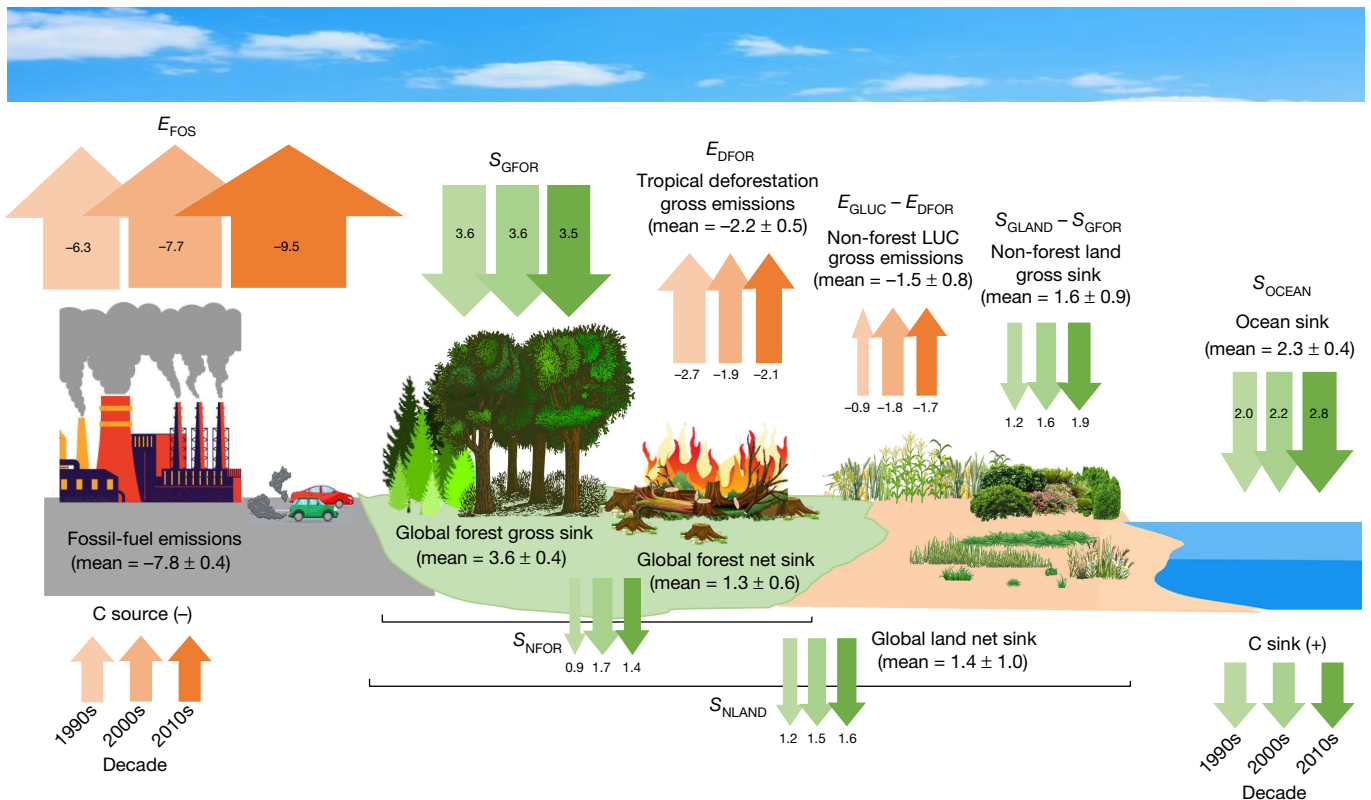 E_FOS
−6.3
−7.7
−9.5
Fossil-fuel emissions
(mean = −7.8 ± 0.4)
C source (−)
1990s
2000s
2010s
Decade
S_GFOR
3.6
3.6
3.5
Global forest gross sink
(mean = 3.6 ± 0.4)
E_DFOR
Tropical deforestation
gross emissions
(mean = −2.2 ± 0.5)
−2.7
−1.9
−2.1
Global forest net sink
(mean = 1.3 ± 0.6)
S_NFOR
0.9
1.7
1.4
E_GLUC – E_DFOR
Non-forest LUC
gross emissions
(mean = −1.5 ± 0.8)
−0.9
−1.8
−1.7
S_GLAND – S_GFOR
Non-forest land
gross sink
(mean = 1.6 ± 0.9)
1.2
1.6
1.9
Global land net sink
(mean = 1.4 ± 1.0)
S_NLAND
1.2
1.5
1.6
S_OCEAN
Ocean sink
(mean = 2.3 ± 0.4)
2.0
2.2
2.8
C sink (+)
1990s
2000s
2010s
Decade